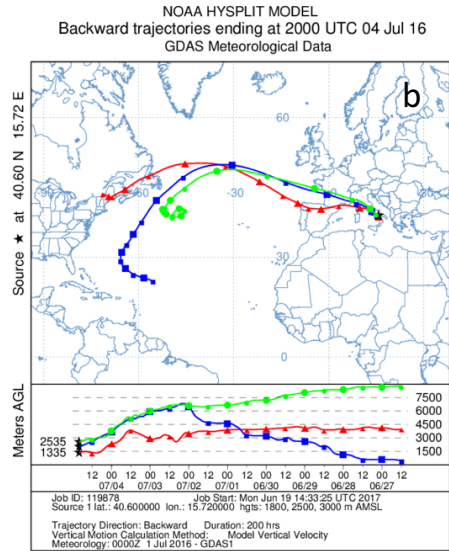 NOAA HYSPLIT MODEL
Backward trajectories ending at 2000 UTC 04 Jul 16
GDAS Meteorological Data
b
Source ★ at 40.60 N 15.72 E
60
-60
-30
30
0
30
0
Meters AGL
2535
1335
7500
6000
4500
3000
1500
12 00 12 00 12 00 12 00 12 00 12 00 12 00 12 00 12
07/04 07/03 07/02 07/01 06/30 06/29 06/28 06/27
Job ID: 119878 Job Start: Mon Jun 19 14:33:25 UTC 2017
Source 1 lat.: 40.600000 lon.: 15.720000 hgts: 1800, 2500, 3000 m AMSL
Trajectory Direction: Backward Duration: 200 hrs
Vertical Motion Calculation Method: Model Vertical Velocity
Meteorology: 0000Z 1 Jul 2016 - GDAS1